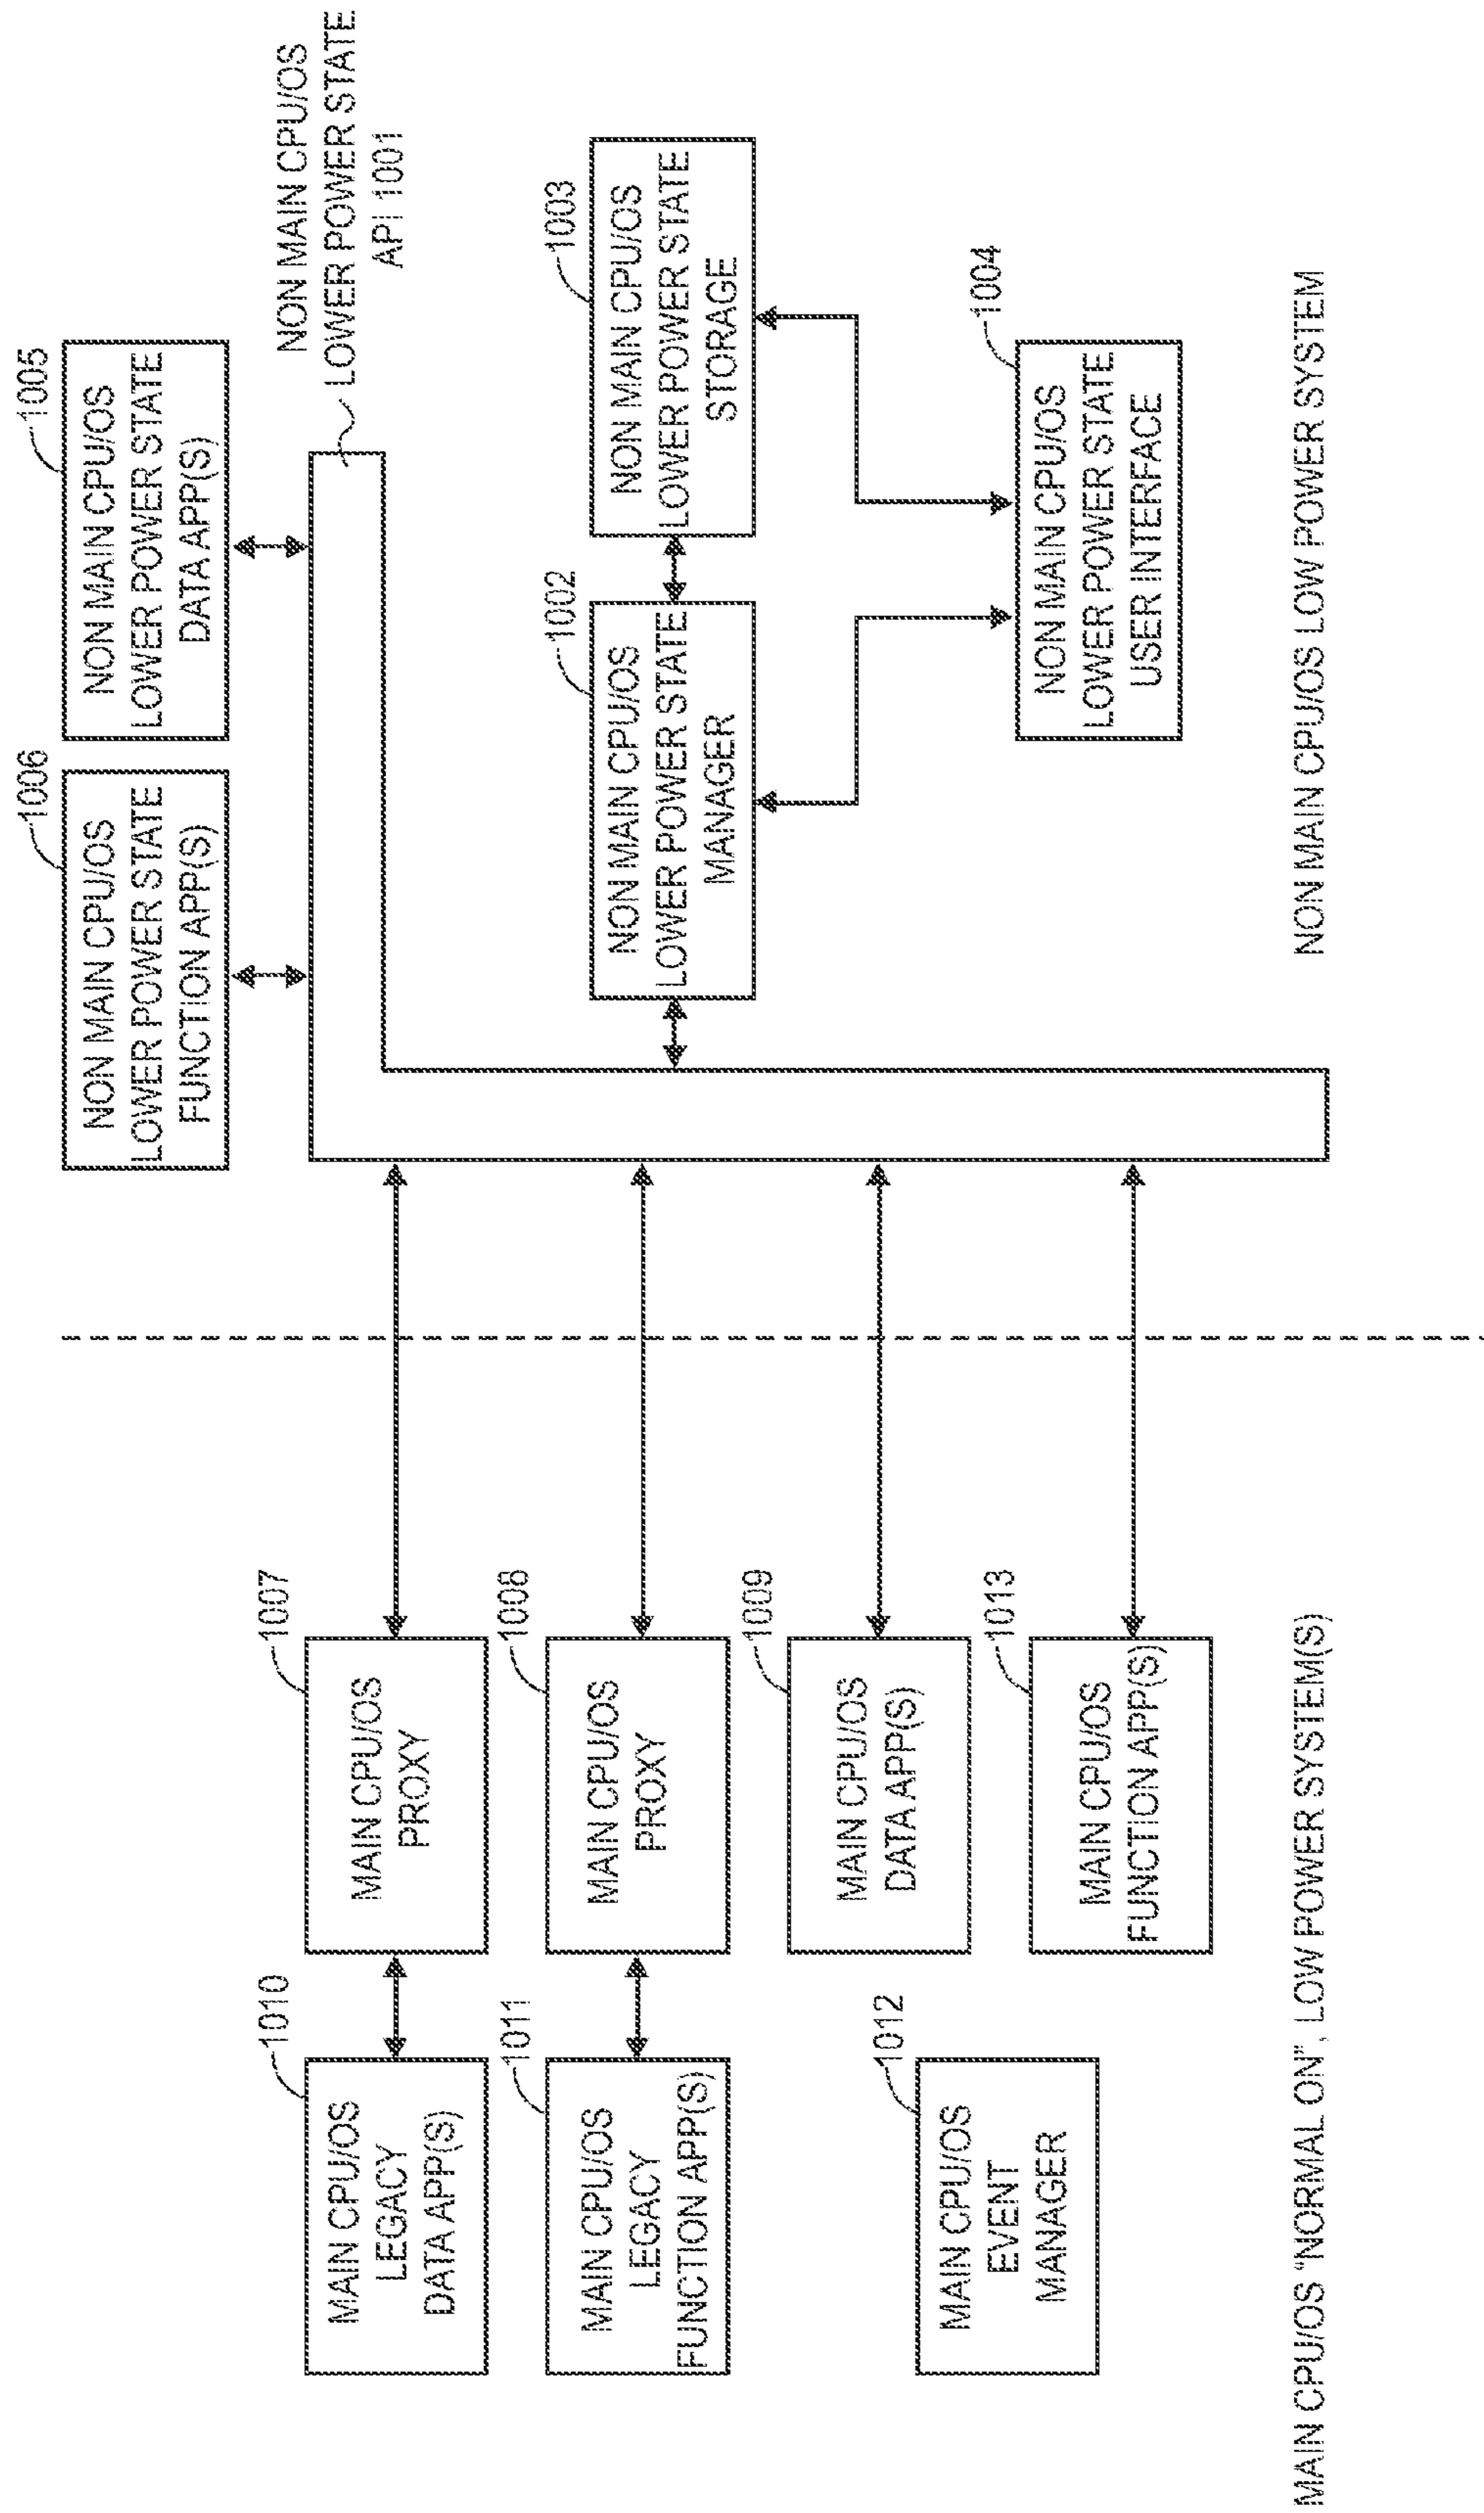 1006
NON MAIN CPU/OS
LOWER POWER STATE
FUNCTION APP(S)
1005
NON MAIN CPU/OS
LOWER POWER STATE
DATA APP(S)
NON MAIN CPU/OS
LOWER POWER STATE
API 1001
1010
MAIN CPU/OS
LEGACY
DATA APP(S)
1007
MAIN CPU/OS
PROXY
1011
MAIN CPU/OS
LEGACY
FUNCTION APP(S)
1008
MAIN CPU/OS
PROXY
1002
NON MAIN CPU/OS
LOWER POWER STATE
MANAGER
1003
NON MAIN CPU/OS
LOWER POWER STATE
STORAGE
1009
MAIN CPU/OS
DATA APP(S)
1012
MAIN CPU/OS
EVENT
MANAGER
1013
MAIN CPU/OS
FUNCTION APP(S)
1004
NON MAIN CPU/OS
LOWER POWER STATE
USER INTERFACE
MAIN CPU/OS "NORMAL ON", LOW POWER SYSTEM(S)
NON MAIN CPU/OS LOW POWER SYSTEM